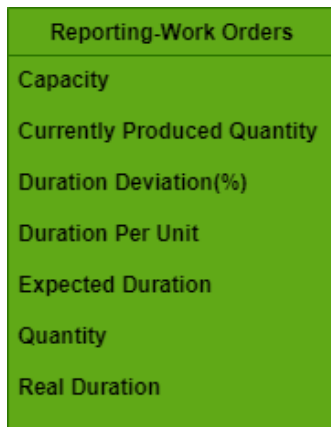 Reporting-Work Orders
Capacity
Currently Produced Quantity
Duration Deviation(%)
Duration Per Unit
Expected Duration
Quantity
Real Duration